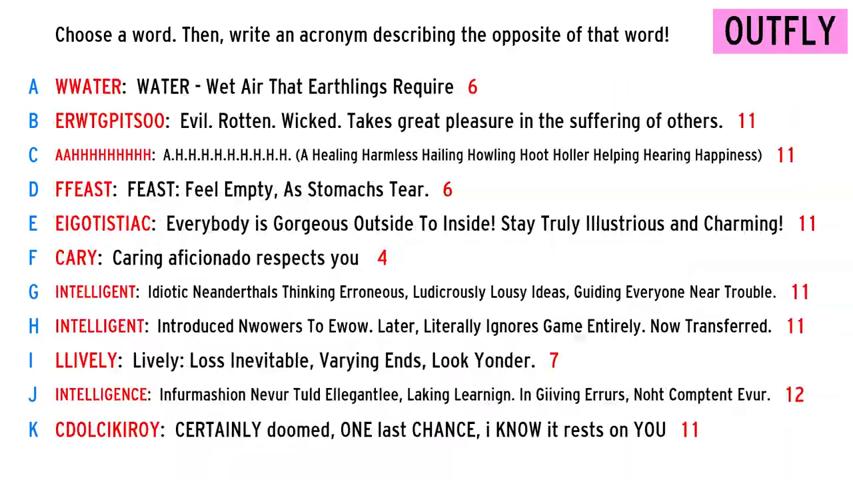 Choose a word. Then, write an acronym describing the opposite of that word!
OUTFLY
A WWATER: WATER - Wet Air That Earthlings Require 6
B ERWTGPITSOO: Evil. Rotten. Wicked. Takes great pleasure in the suffering of others. 11
C AAHHHHHHHHH: A.H.H.H.H.H.H.H.H.H. (A Healing Harmless Hailing Howling Hoot Holler Helping Hearing Happiness) 11
D FFEAST: FEAST: Feel Empty, As Stomachs Tear. 6
E EIGOTISTIAC: Everybody is Gorgeous Outside To Inside! Stay Truly Illustrious and Charming! 11
F CARY: Caring aficionado respects you 4
G INTELLIGENT: Idiotic Neanderthals Thinking Erroneous, Ludicrously Lousy Ideas, Guiding Everyone Near Trouble. 11
H INTELLIGENT: Introduced Nwowers To Ewow. Later, Literally Ignores Game Entirely. Now Transferred. 11
I LLIVELY: Lively: Loss Inevitable, Varying Ends, Look Yonder. 7
J INTELLIGENCE: Infurmashion Nevur Tuld Ellegantlee, Laking Learnign. In Giiving Errurs, Noht Comptent Evur. 12
K CDOLCIKIROY: CERTAINLY doomed, ONE last CHANCE, i KNOW it rests on YOU 11